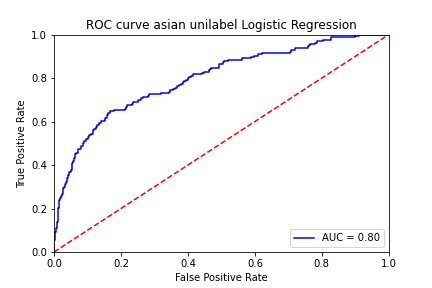 ROC curve asian unilabel Logistic Regression
True Positive Rate
1.0
0.8
0.6
0.4
0.2
0.0
0.0 0.2 0.4 0.6 0.8 1.0
False Positive Rate
AUC = 0.80